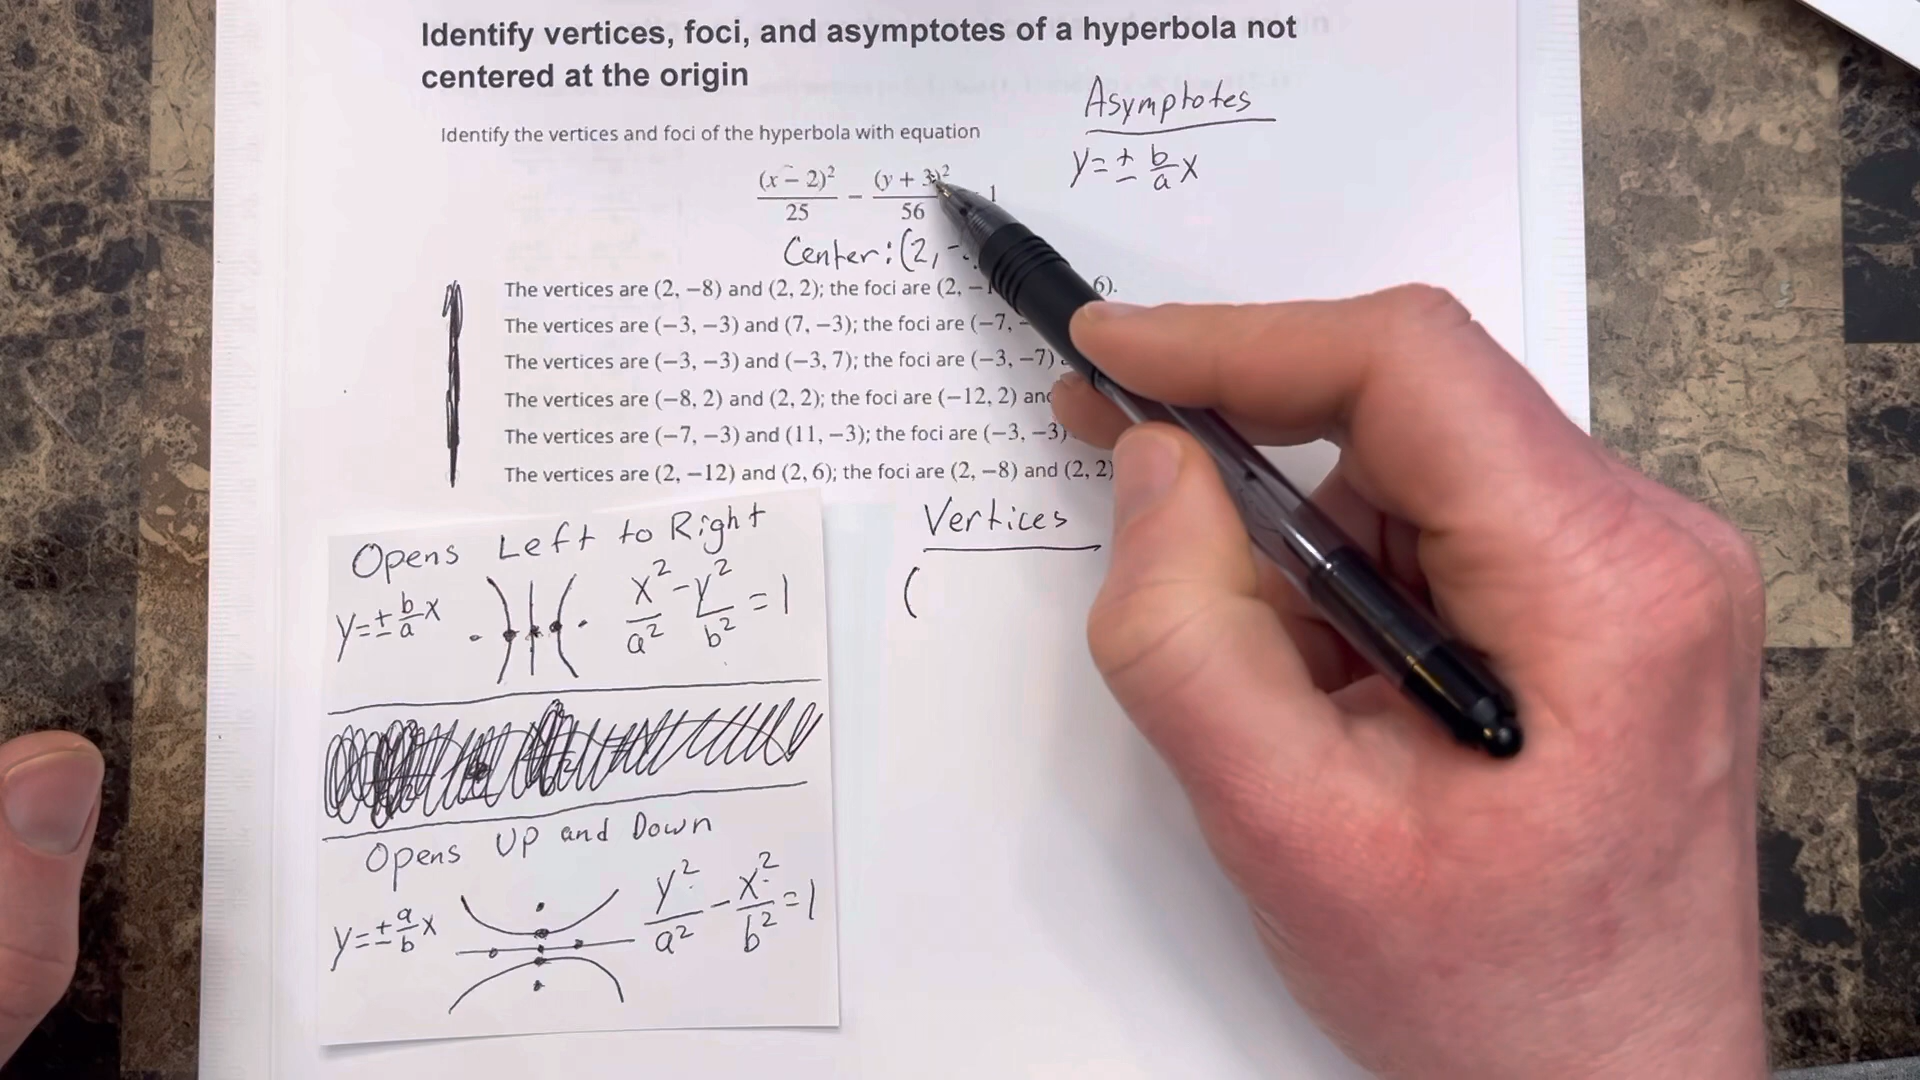 Identify vertices, foci, and asymptotes of a hyperbola not
centered at the origin
Asymptotes
y=± b/a x
Identify the vertices and foci of the hyperbola with equation
(x − 2)²/25 − (y + 3)²/56 1
Center: (2, -
The vertices are (2, −8) and (2, 2); the foci are (2, − 6).
The vertices are (−3, −3) and (7, −3); the foci are (−7, −
The vertices are (−3, −3) and (−3, 7); the foci are (−3, −7)
The vertices are (−8, 2) and (2, 2); the foci are (−12, 2) and
The vertices are (−7, −3) and (11, −3); the foci are (−3, −3)
The vertices are (2, −12) and (2, 6); the foci are (2, −8) and (2, 2)
Vertices
(
Opens Left to Right
y=± b/a x x²/a² - y²/b² = 1
Opens Up and Down
y=± a/b x y²/a² - x²/b² = 1